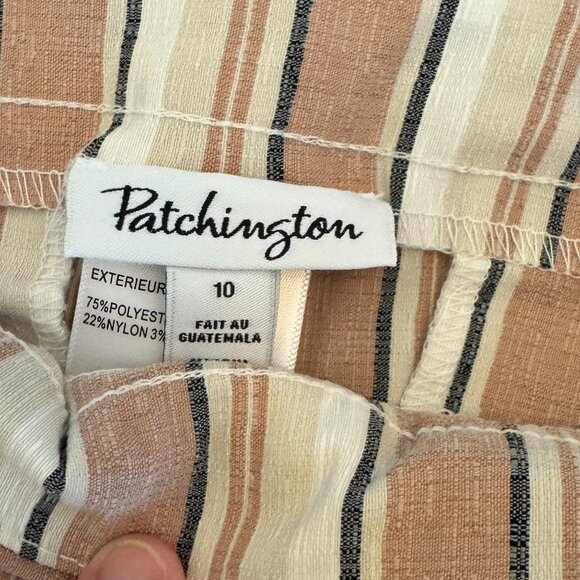 Patchington
EXTERIEUR
75%POLYEST
22%NYLON 3%
10
FAIT AU
GUATEMALA